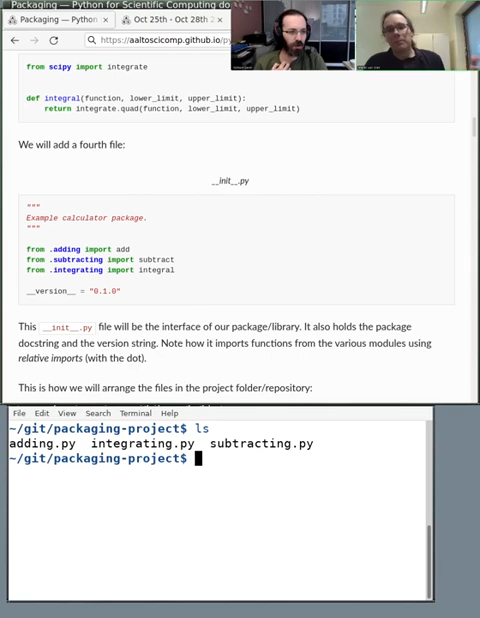 Packaging — Python for Scientific Computing do
Packaging — Python fo
Oct 25th - Oct 28th 2
https://aaltoscicomp.github.io/py
from scipy import integrate
def integral(function, lower_limit, upper_limit):
return integrate.quad(function, lower_limit, upper_limit)
We will add a fourth file:
__init__.py
"""
Example calculator package.
"""
from .adding import add
from .subtracting import subtract
from .integrating import integral
__version__ = "0.1.0"
This __init__.py file will be the interface of our package/library. It also holds the package
docstring and the version string. Note how it imports functions from the various modules using
relative imports (with the dot).
This is how we will arrange the files in the project folder/repository:
File Edit View Search Terminal Help
~/git/packaging-project$ ls
adding.py integrating.py subtracting.py
~/git/packaging-project$